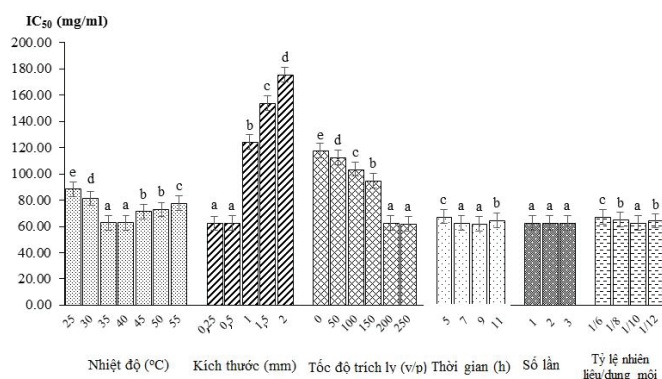 IC50 (mg/ml)
200.00
180.00
160.00
140.00
120.00
100.00
80.00
60.00
40.00
20.00
0.00
e d a a b b c
a a b c d
e d c b a a
c a a b
a a a
c b a b
25 30 35 40 45 50 55
0,25 0,5 1 1,5 2
0 50 100 150 200 250
5 7 9 11
1 2 3
1/6 1/8 1/10 1/12
Nhiệt độ (°C)
Kích thước (mm)
Tốc độ trích ly (v/p)
Thời gian (h)
Số lần
Tỷ lệ nhiên
liệu/dung môi